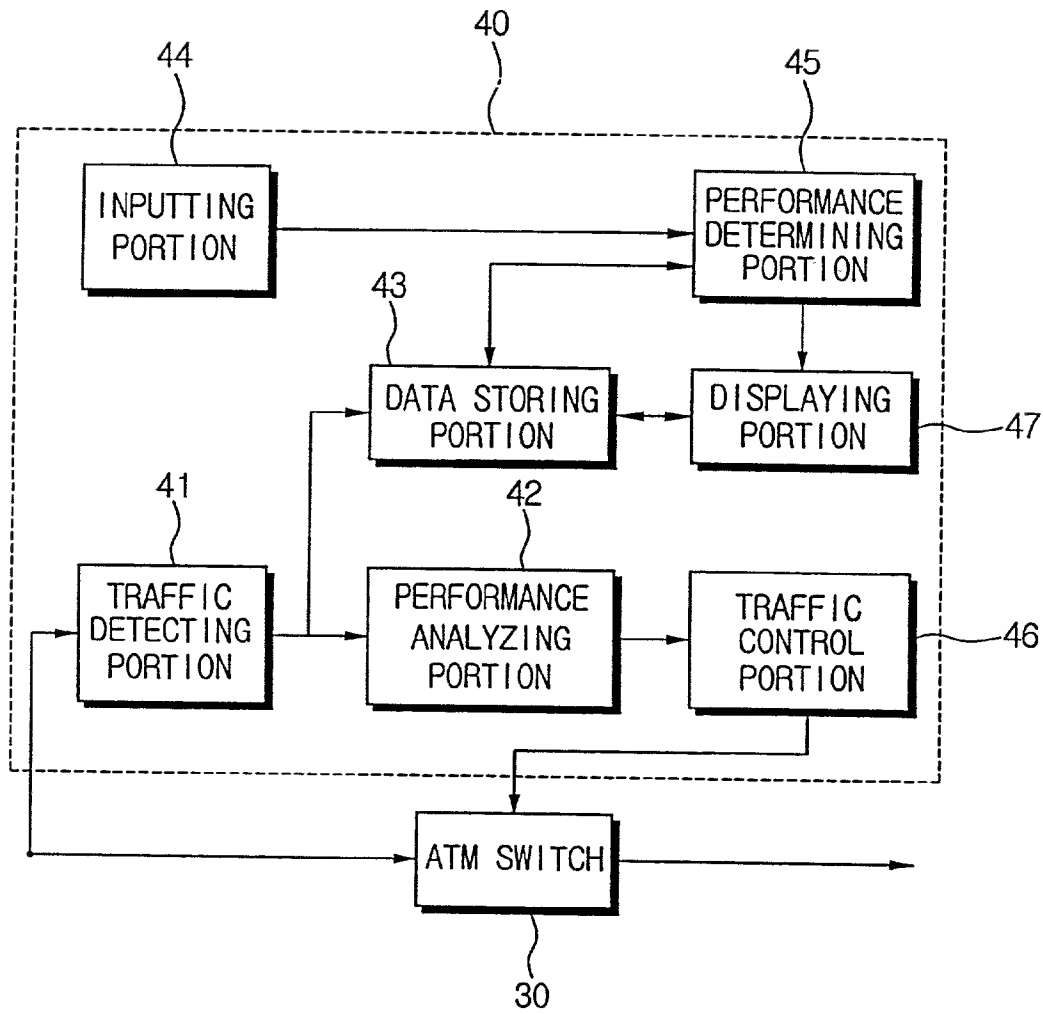 40
44
45
INPUTTING
PORTION
PERFORMANCE
DETERMINING
PORTION
43
DATA STORING
PORTION
DISPLAYING
PORTION
47
41
42
TRAFFIC
DETECTING
PORTION
PERFORMANCE
ANALYZING
PORTION
TRAFFIC
CONTROL
PORTION
46
ATM SWITCH
30